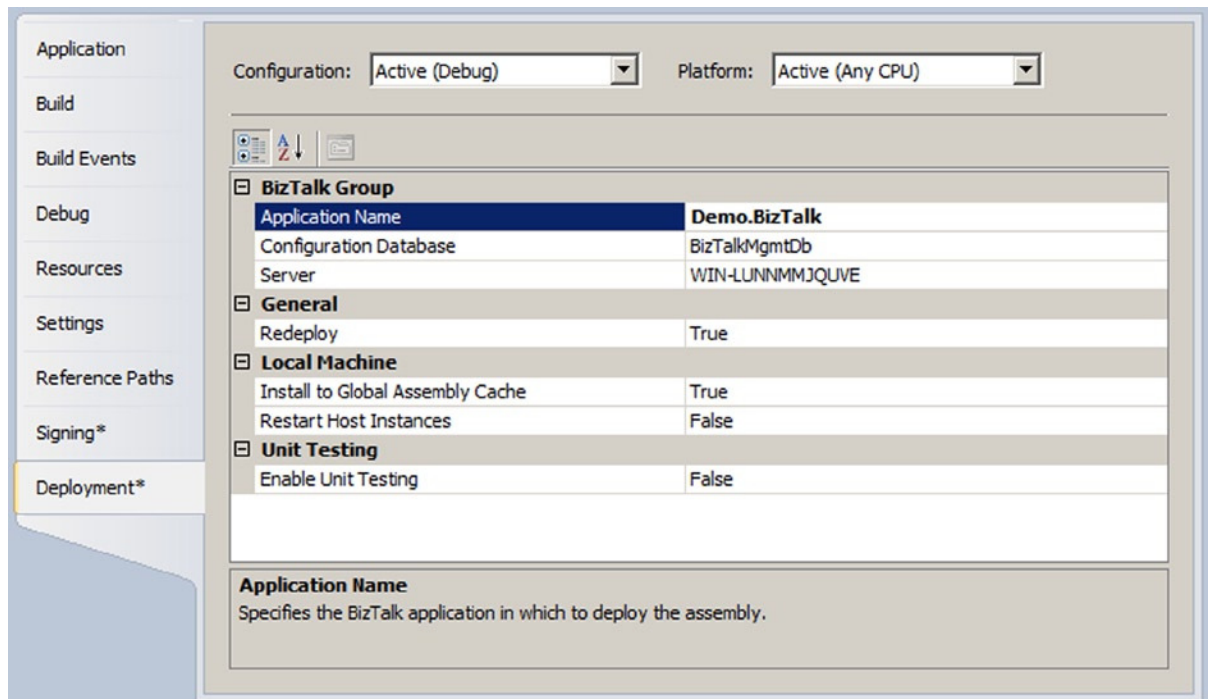 Application
Build
Build Events
Debug
Resources
Settings
Reference Paths
Signing*
Deployment*
Configuration: Active (Debug) Platform: Active (Any CPU)
BizTalk Group
Application Name Demo.BizTalk
Configuration Database BizTalkMgmtDb
Server WIN-LUNNMMJQUVE
General
Redeploy True
Local Machine
Install to Global Assembly Cache True
Restart Host Instances False
Unit Testing
Enable Unit Testing False
Application Name
Specifies the BizTalk application in which to deploy the assembly.